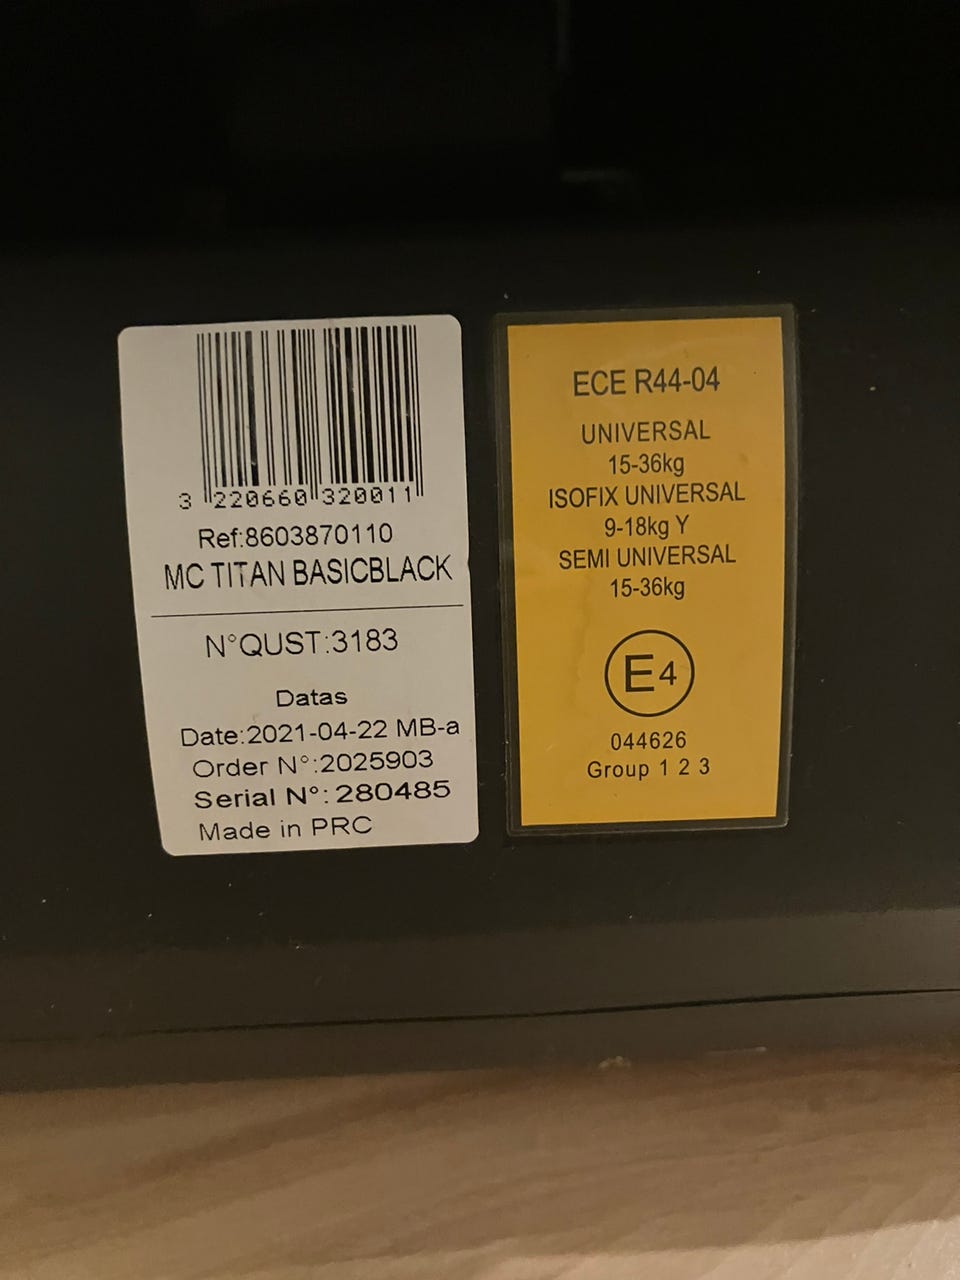 3 220660 320011
Ref:8603870110
MC TITAN BASICBLACK
N°QUST:3183
Datas
Date:2021-04-22 MB-a
Order N°:2025903
Serial N°: 280485
Made in PRC
ECE R44-04
UNIVERSAL
15-36kg
ISOFIX UNIVERSAL
9-18kg Y
SEMI UNIVERSAL
15-36kg
E4
044626
Group 1 2 3